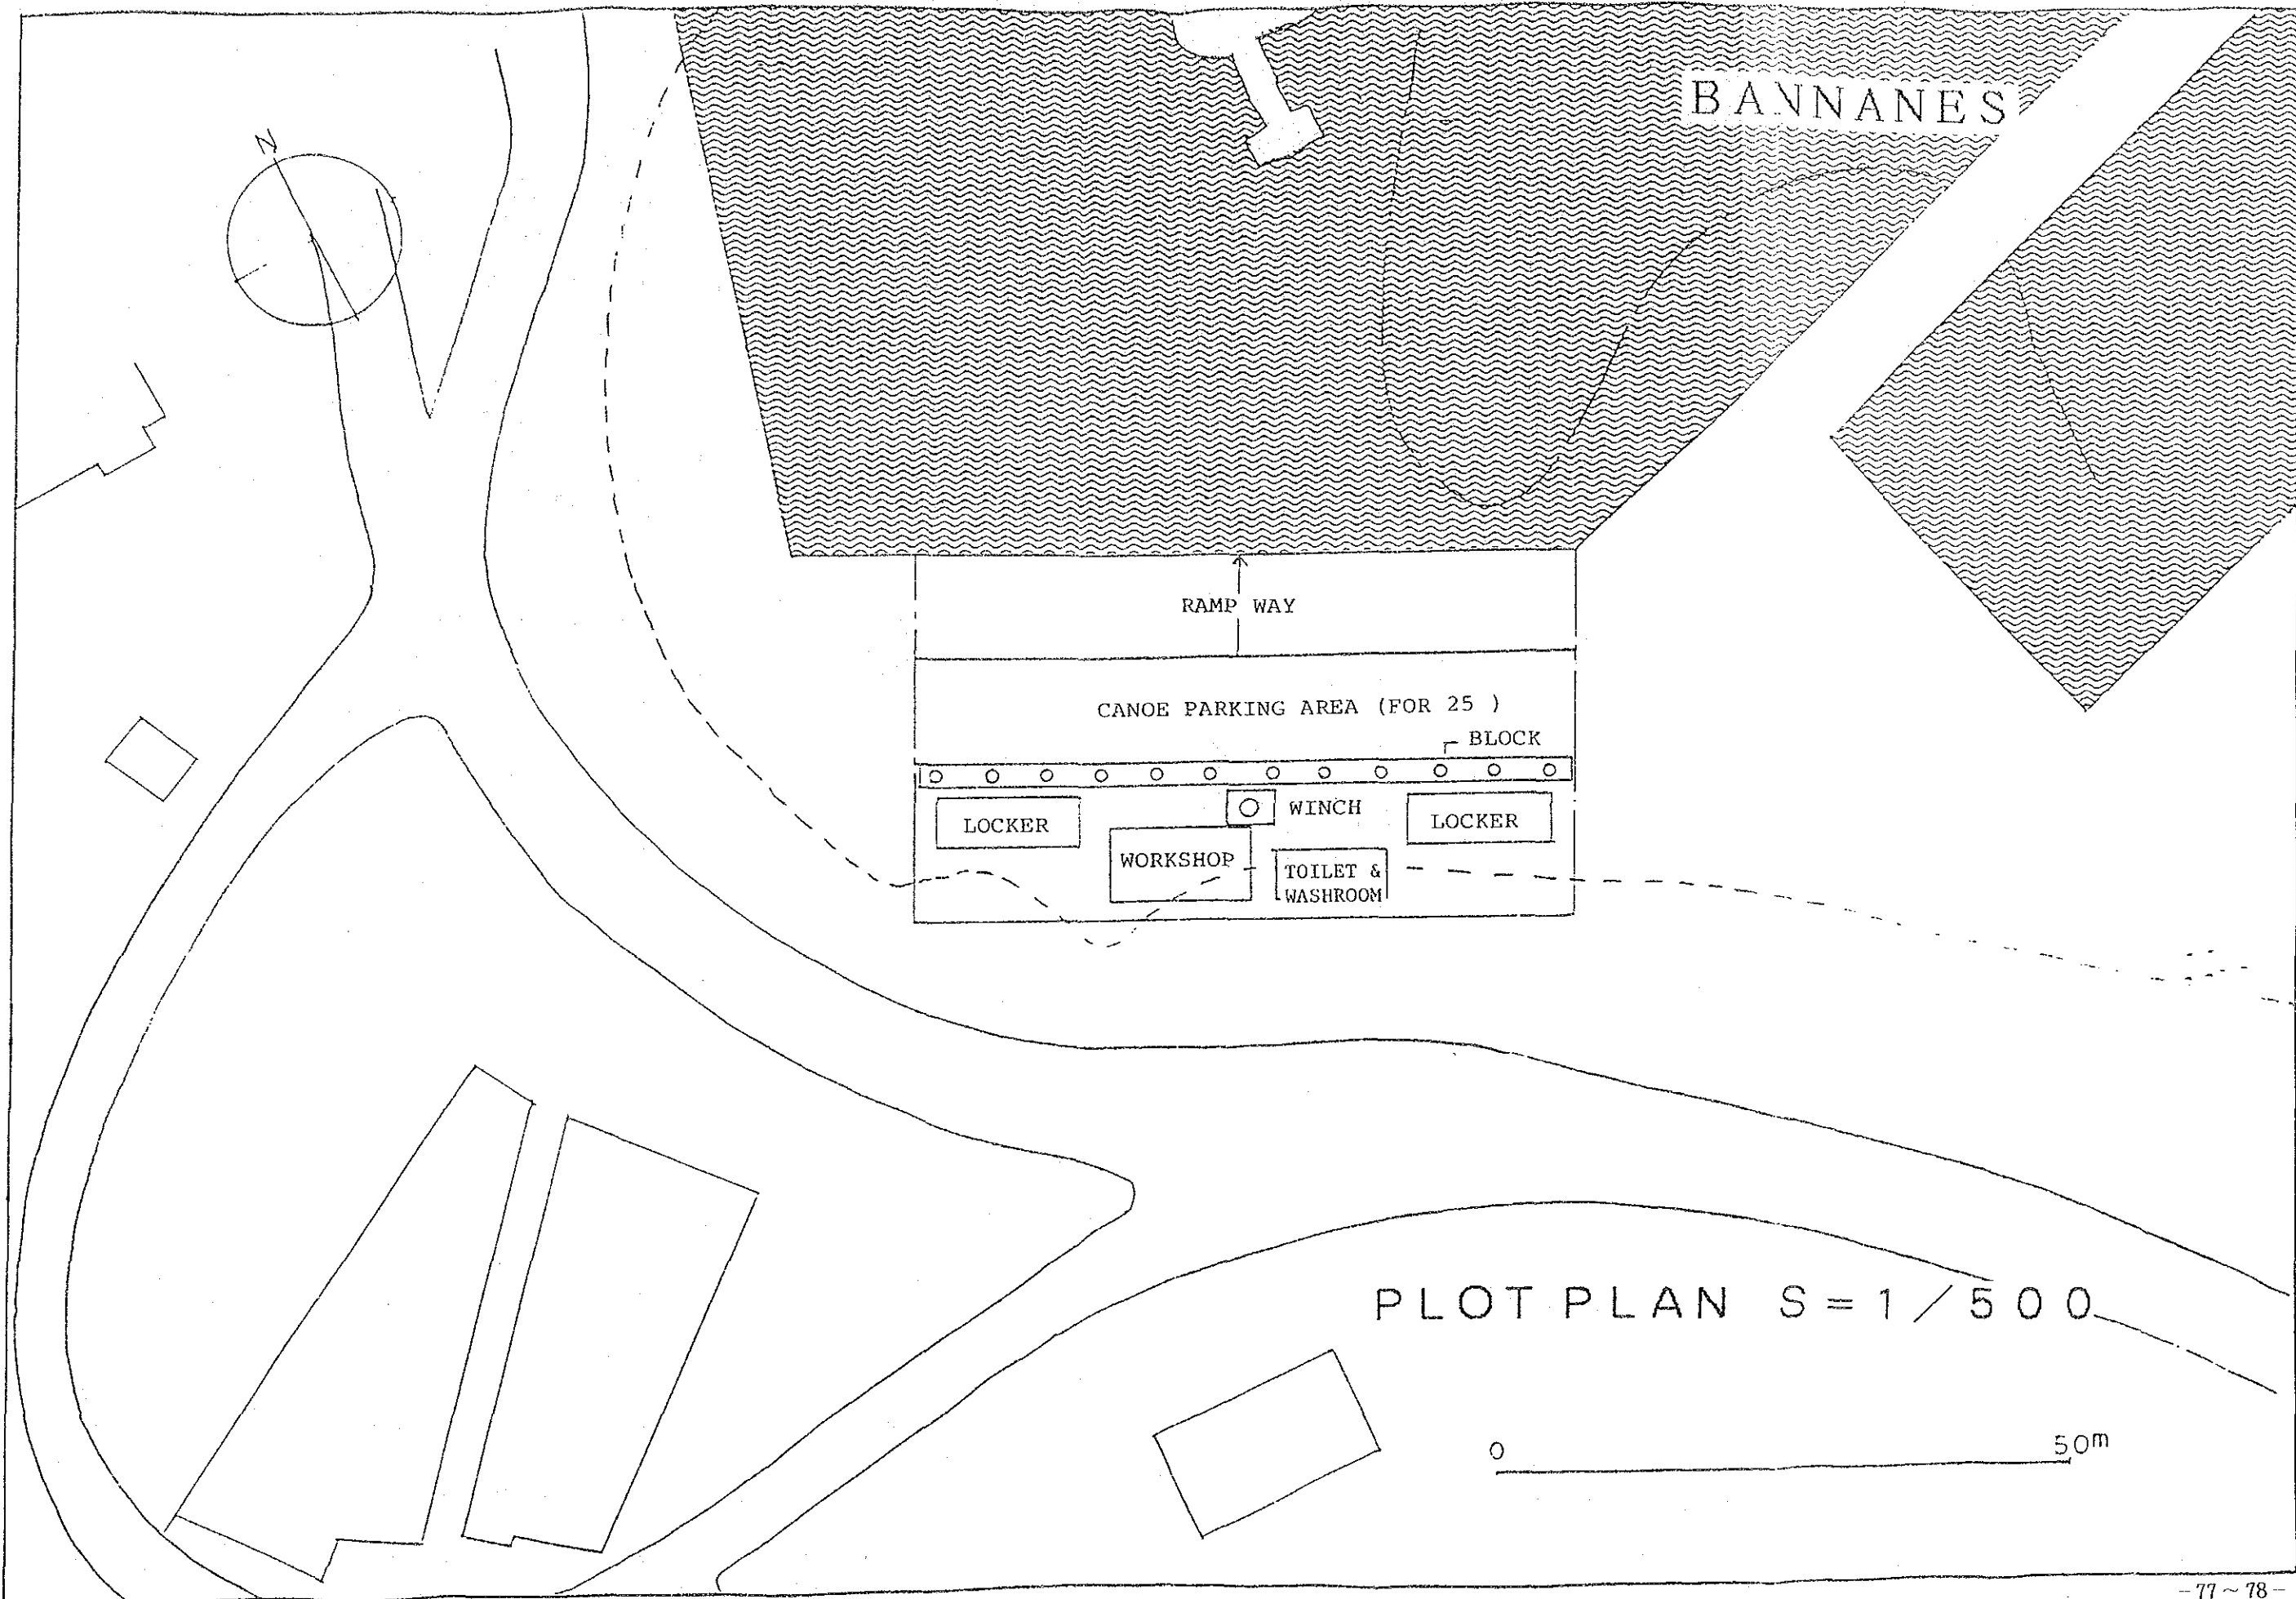 BANNANES
N
RAMP WAY
CANOE PARKING AREA (FOR 25 )
BLOCK
LOCKER
WINCH
LOCKER
WORKSHOP
TOILET &
WASHROOM
PLOT PLAN S=1/500
0 50m
-77~78-